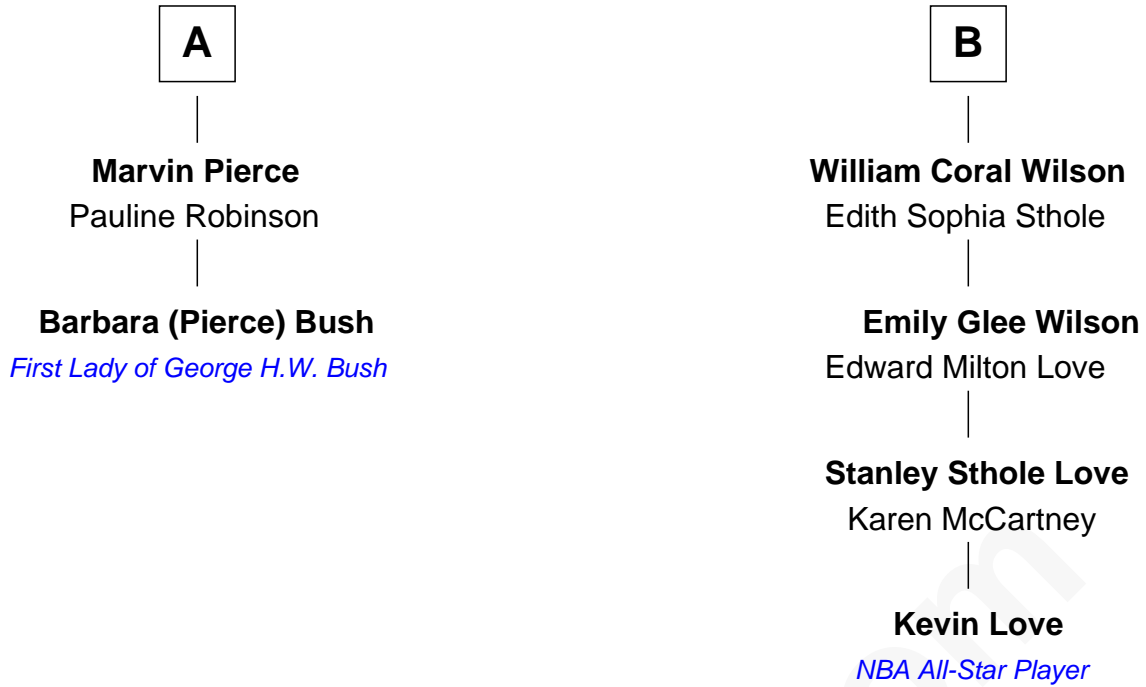 A
Marvin Pierce
Pauline Robinson
Barbara (Pierce) Bush
First Lady of George H.W. Bush
B
William Coral Wilson
Edith Sophia Sthole
Emily Glee Wilson
Edward Milton Love
Stanley Sthole Love
Karen McCartney
Kevin Love
NBA All-Star Player